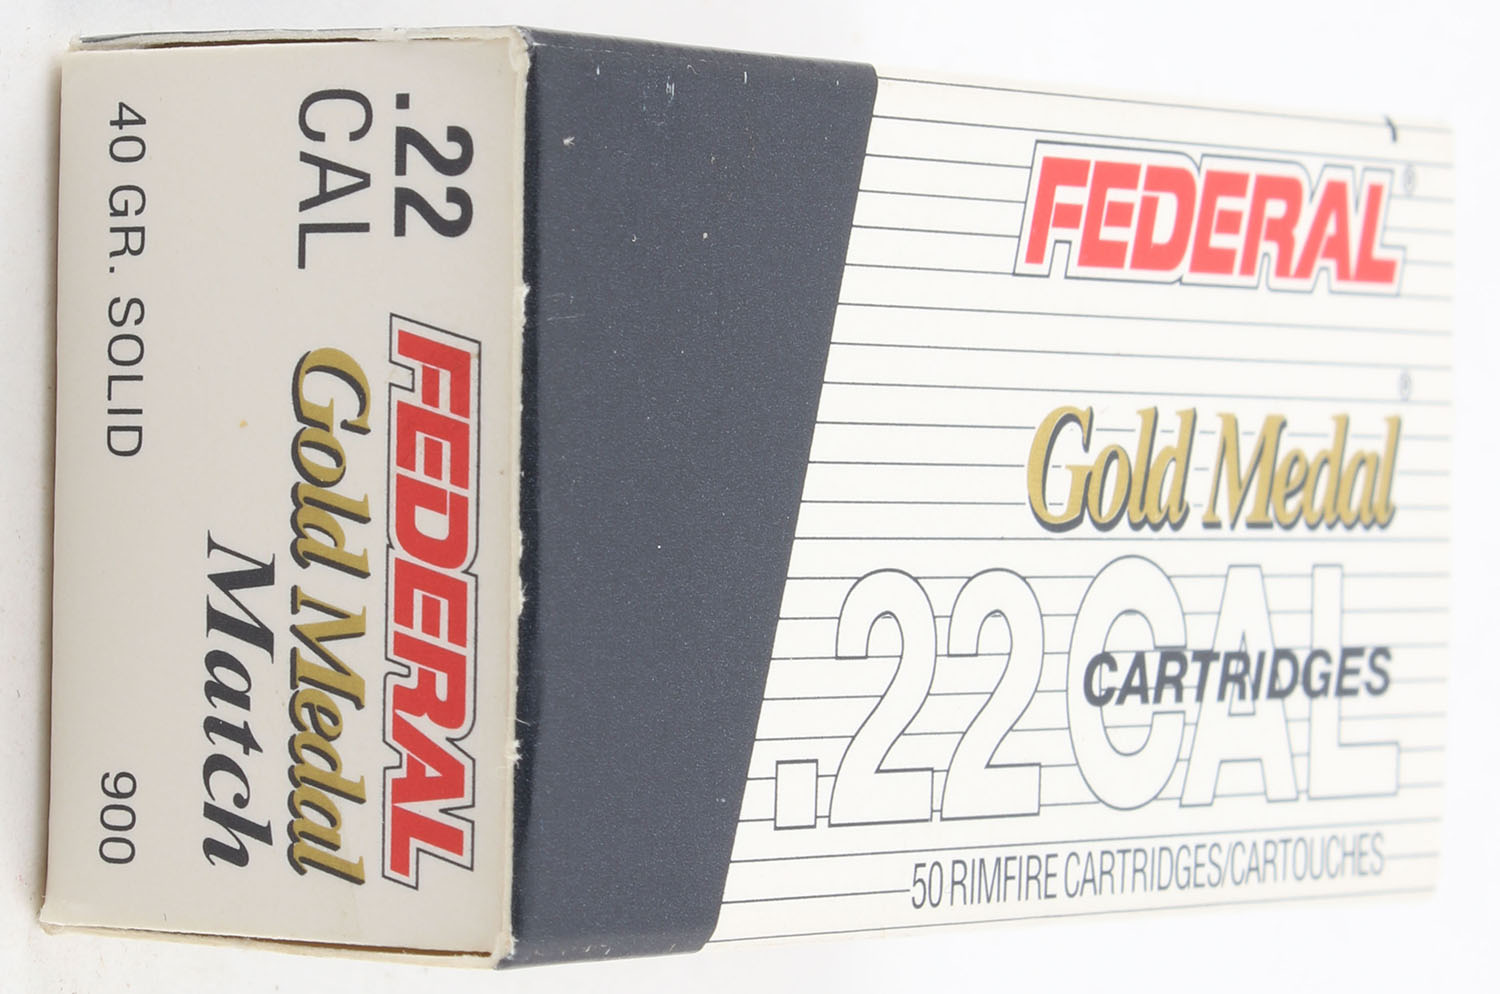 .22
CAL
FEDERAL
Gold Medal
Match
40 GR. SOLID
900
FEDERAL®
Gold Medal®
.22 CAL
CARTRIDGES
50 RIMFIRE CARTRIDGES/CARTOUCHES